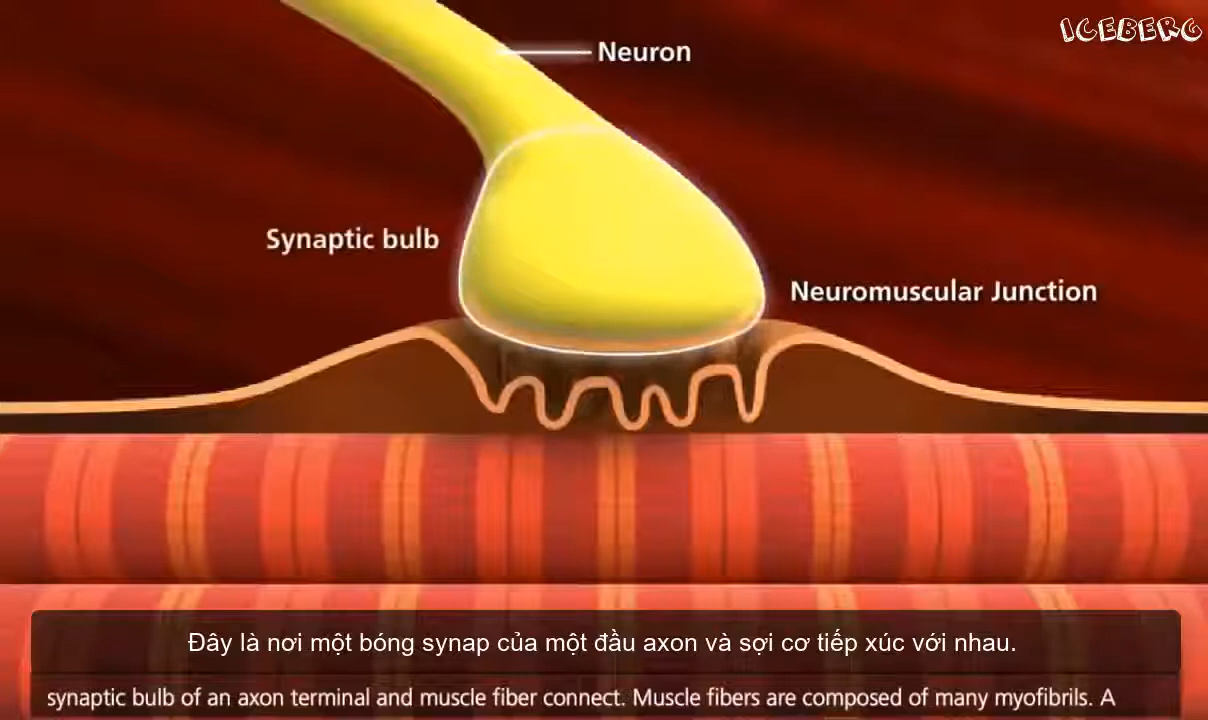 ICEBERG
Neuron
Synaptic bulb
Neuromuscular Junction
Đây là nơi một bóng synap của một đầu axon và sợi cơ tiếp xúc với nhau.
synaptic bulb of an axon terminal and muscle fiber connect. Muscle fibers are composed of many myofibrils. A